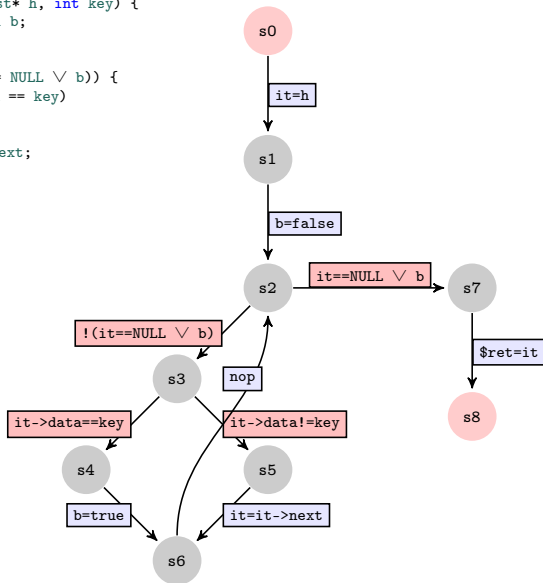 st* h, int key) {
b;
NULL ∨ b)) {
== key)
ext;
s0
it=h
s1
b=false
s2
it==NULL ∨ b
s7
!(it==NULL ∨ b)
$ret=it
nop
s3
s8
it->data==key
it->data!=key
s4
s5
b=true
it=it->next
s6